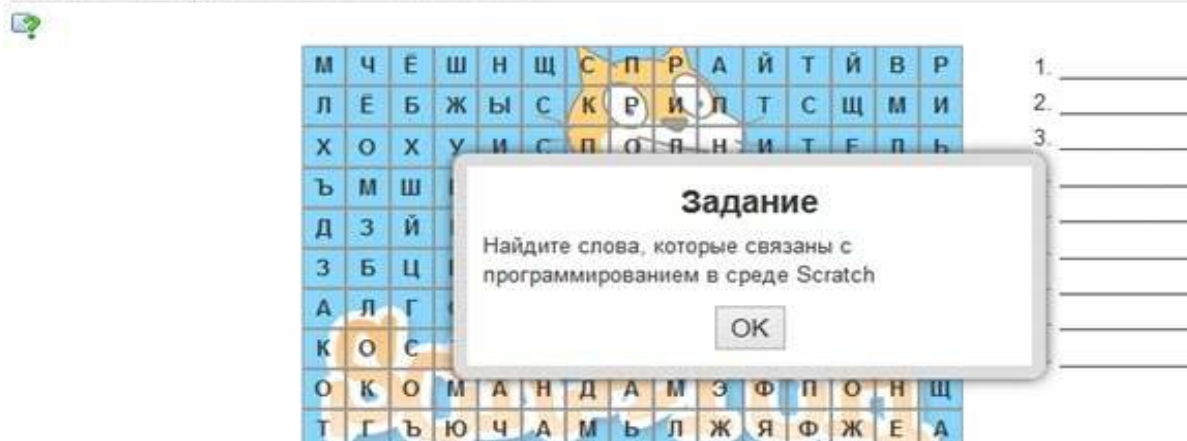 М Ч Ё Ш Н Щ С П Р А Й Т Й В Р
1.
Л Ё Б Ж Ы С К Р И П Т С Щ М И
2.
Х О Х У И С П О Л Н И Т Е Л Ь
3.
Ъ М Ш
Д З Й
З Б Ц
А Л Г
К О С
Задание
Найдите слова, которые связаны с
программированием в среде Scratch
OK
О К О М А Н Д А М Э Ф П О Н Щ
Т Г Ъ Ю Ч А М Ь Л Ж Я Ф Ж Е А